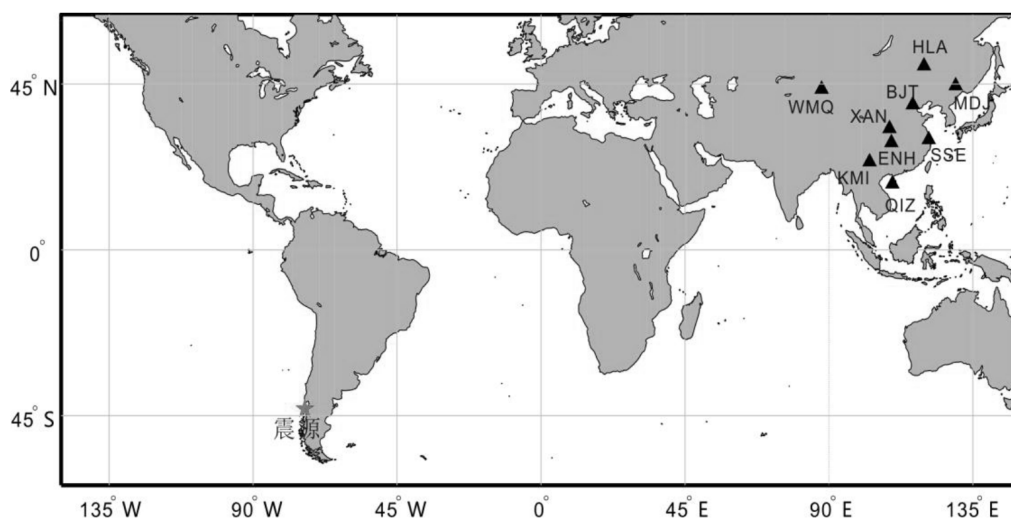 HLA
45° N
WMQ
BJT
MDJ
XAN
ENH
SSE
KMI
QIZ
0°
45° S
震源
135° W
90° W
45° W
0°
45° E
90° E
135° E